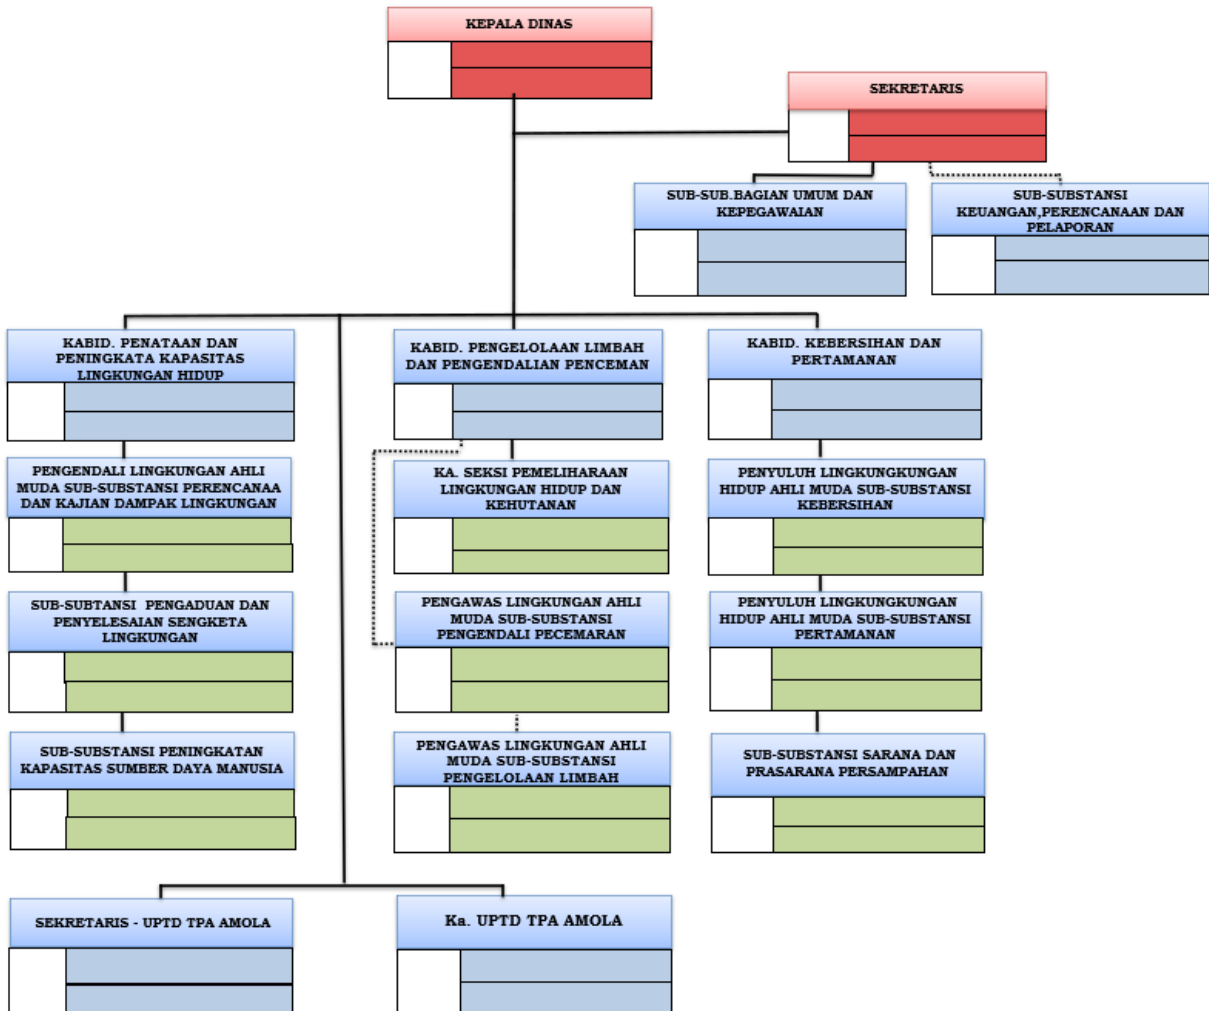 KEPALA DINAS
SEKRETARIS
SUB-SUB.BAGIAN UMUM DAN
KEPEGAWAIAN
SUB-SUBSTANSI
KEUANGAN,PERENCANAAN DAN
PELAPORAN
KABID. PENATAAN DAN
PENINGKATA KAPASITAS
LINGKUNGAN HIDUP
KABID. PENGELOLAAN LIMBAH
DAN PENGENDALIAN PENCEMAN
KABID. KEBERSIHAN DAN
PERTAMANAN
PENGENDALI LINGKUNGAN AHLI
MUDA SUB-SUBSTANSI PERENCANAA
DAN KAJIAN DAMPAK LINGKUNGAN
KA. SEKSI PEMELIHARAAN
LINGKUNGAN HIDUP DAN
KEHUTANAN
PENYULUH LINGKUNGKUNGAN
HIDUP AHLI MUDA SUB-SUBSTANSI
KEBERSIHAN
SUB-SUBTANSI PENGADUAN DAN
PENYELESAIAN SENGKETA
LINGKUNGAN
PENGAWAS LINGKUNGAN AHLI
MUDA SUB-SUBSTANSI
PENGENDALI PECEMARAN
PENYULUH LINGKUNGKUNGAN
HIDUP AHLI MUDA SUB-SUBSTANSI
PERTAMANAN
SUB-SUBSTANSI PENINGKATAN
KAPASITAS SUMBER DAYA MANUSIA
PENGAWAS LINGKUNGAN AHLI
MUDA SUB-SUBSTANSI
PENGELOLAAN LIMBAH
SUB-SUBSTANSI SARANA DAN
PRASARANA PERSAMPAHAN
SEKRETARIS - UPTD TPA AMOLA
Ka. UPTD TPA AMOLA